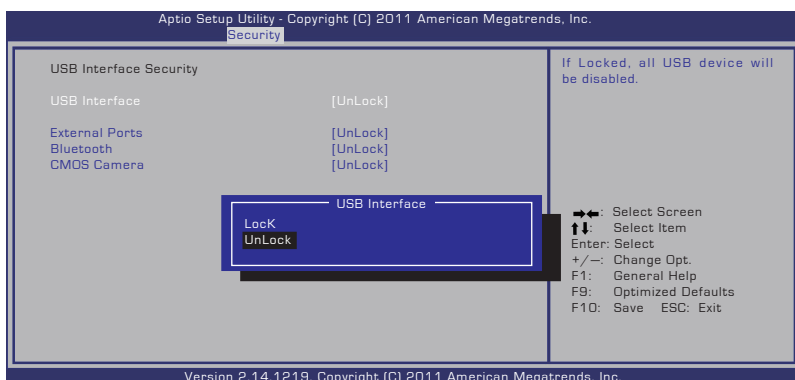 Aptio Setup Utility - Copyright (C) 2011 American Megatrends, Inc.
Security
USB Interface Security
USB Interface [UnLock]
External Ports [UnLock]
Bluetooth [UnLock]
CMOS Camera [UnLock]
USB Interface
LocK
UnLock
If Locked, all USB device will
be disabled.
→←: Select Screen
↑↓: Select Item
Enter: Select
+/—: Change Opt.
F1: General Help
F9: Optimized Defaults
F10: Save ESC: Exit
Version 2.14.1219. Copyright (C) 2011 American Megatrends, Inc.